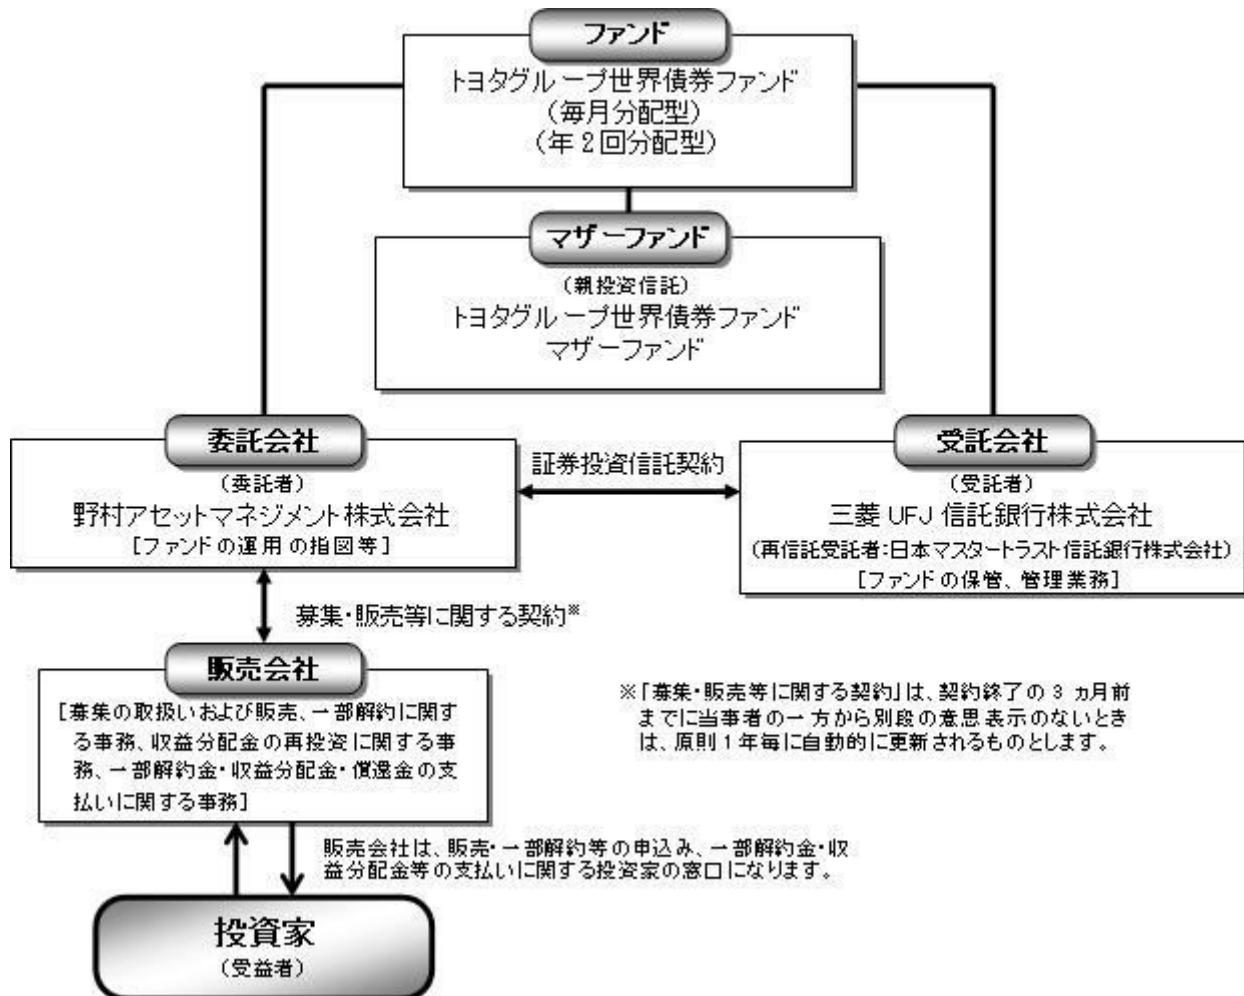 ファンド
トヨタグループ世界債券ファンド
(毎月分配型)
(年2回分配型)
マザーファンド
(親投資信託)
トヨタグループ世界債券ファンド
マザーファンド
委託会社
(委託者)
野村アセットマネジメント株式会社
[ファンドの運用の指図等]
証券投資信託契約
受託会社
(受託者)
三菱UFJ信託銀行株式会社
(再信託受託者:日本マスタートラスト信託銀行株式会社)
[ファンドの保管、管理業務]
募集・販売等に関する契約※
販売会社
[募集の取扱いおよび販売、一部解約に関す
る事務、収益分配金の再投資に関する事
務、一部解約金・収益分配金・償還金の支
払いに関する事務]
※「募集・販売等に関する契約」は、契約終了の3ヵ月前
までに当事者の一方から別段の意思表示のないとき
は、原則1年毎に自動的に更新されるものとします。
販売会社は、販売・一部解約等の申込み、一部解約金・収
益分配金等の支払いに関する投資家の窓口になります。
投資家
(受益者)